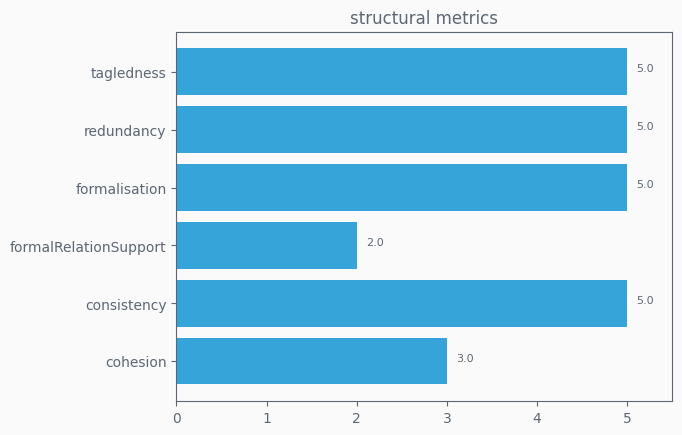 structural metrics
tagledness 5.0
redundancy 5.0
formalisation 5.0
formalRelationSupport 2.0
consistency 5.0
cohesion 3.0
0 1 2 3 4 5